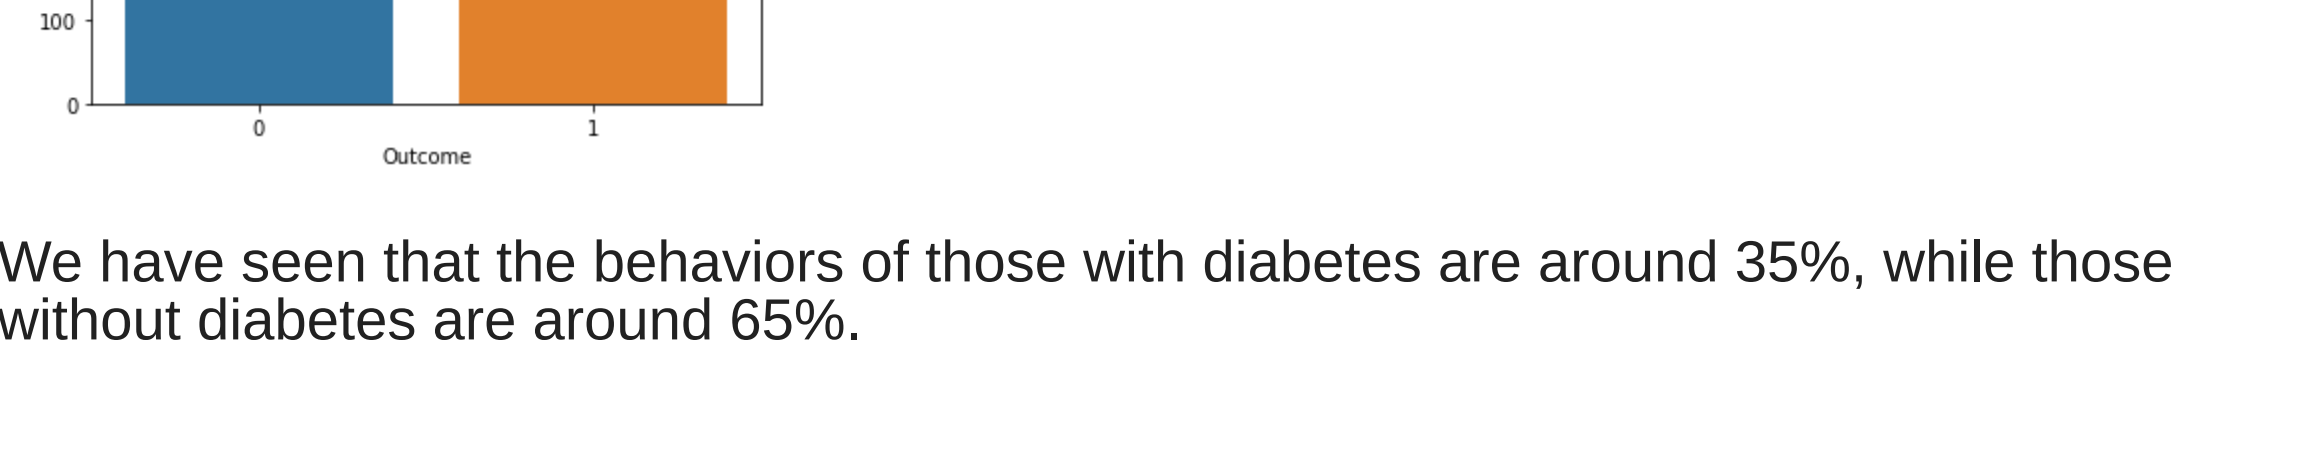 100
0
0 1
Outcome
We have seen that the behaviors of those with diabetes are around 35%, while those
without diabetes are around 65%.